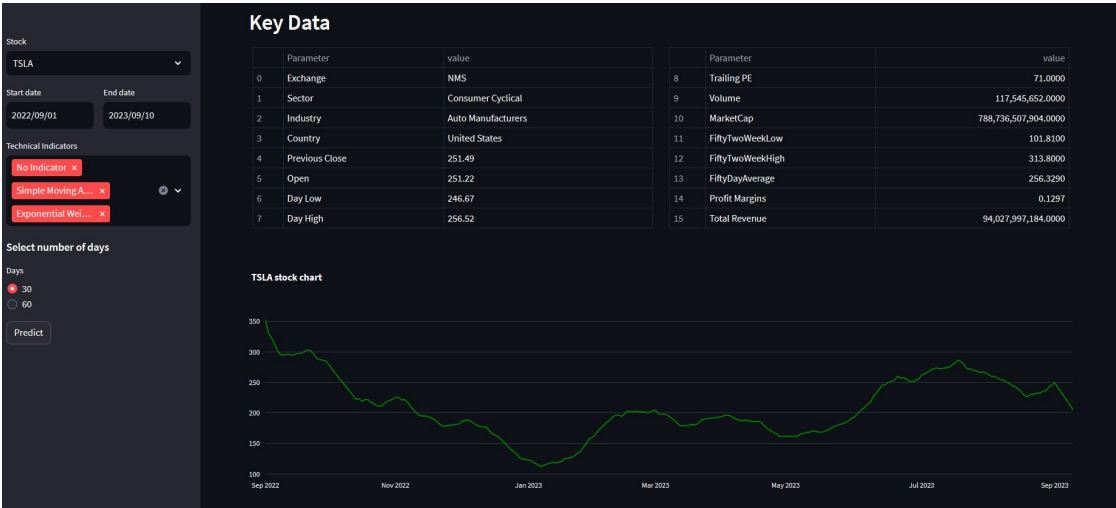 Stock
TSLA
Start date End date
2022/09/01 2023/09/10
Technical Indicators
No Indicator ×
Simple Moving A... ×
Exponential Wei... ×
Select number of days
Days
30
60
Predict
Key Data
Parameter value
0 Exchange NMS
1 Sector Consumer Cyclical
2 Industry Auto Manufacturers
3 Country United States
4 Previous Close 251.49
5 Open 251.22
6 Day Low 246.67
7 Day High 256.52
Parameter value
8 Trailing PE 71.0000
9 Volume 117,545,652.0000
10 MarketCap 788,736,507,904.0000
11 FiftyTwoWeekLow 101.8100
12 FiftyTwoWeekHigh 313.8000
13 FiftyDayAverage 256.3290
14 Profit Margins 0.1297
15 Total Revenue 94,027,997,184.0000
TSLA stock chart
350
300
250
200
150
100
Sep 2022 Nov 2022 Jan 2023 Mar 2023 May 2023 Jul 2023 Sep 2023